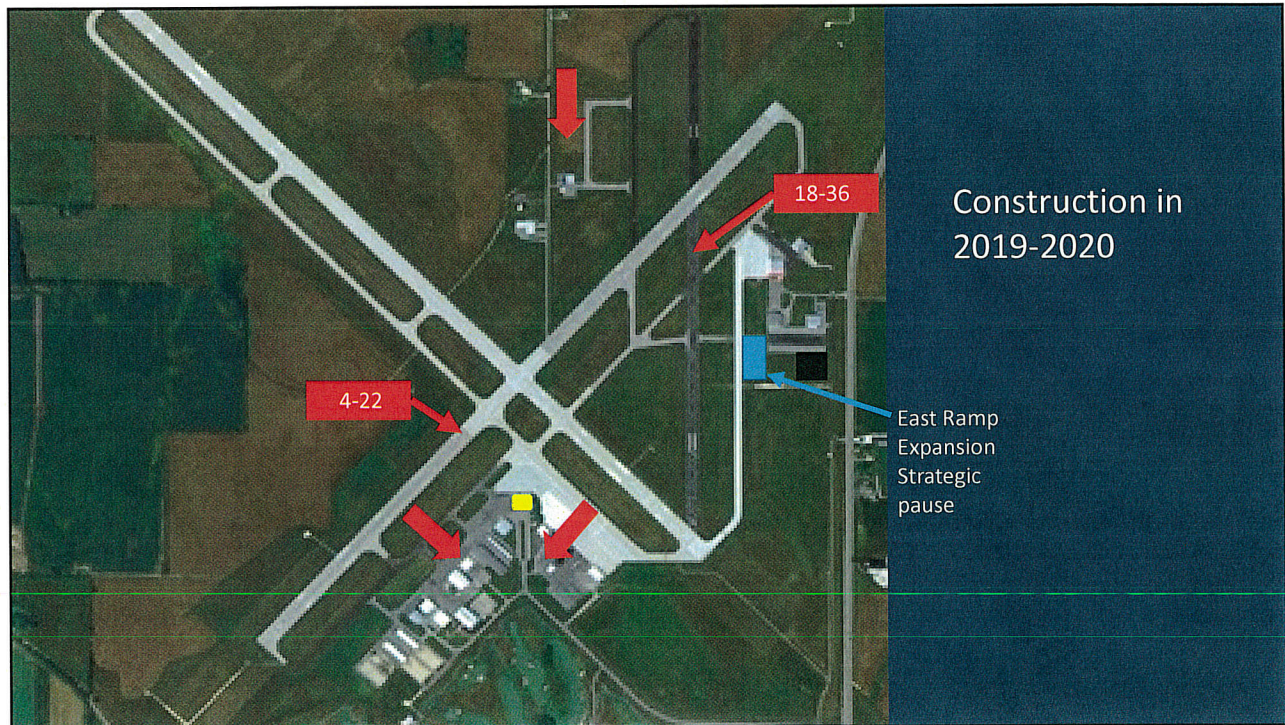 18-36
4-22
Construction in
2019-2020
East Ramp
Expansion
Strategic
pause